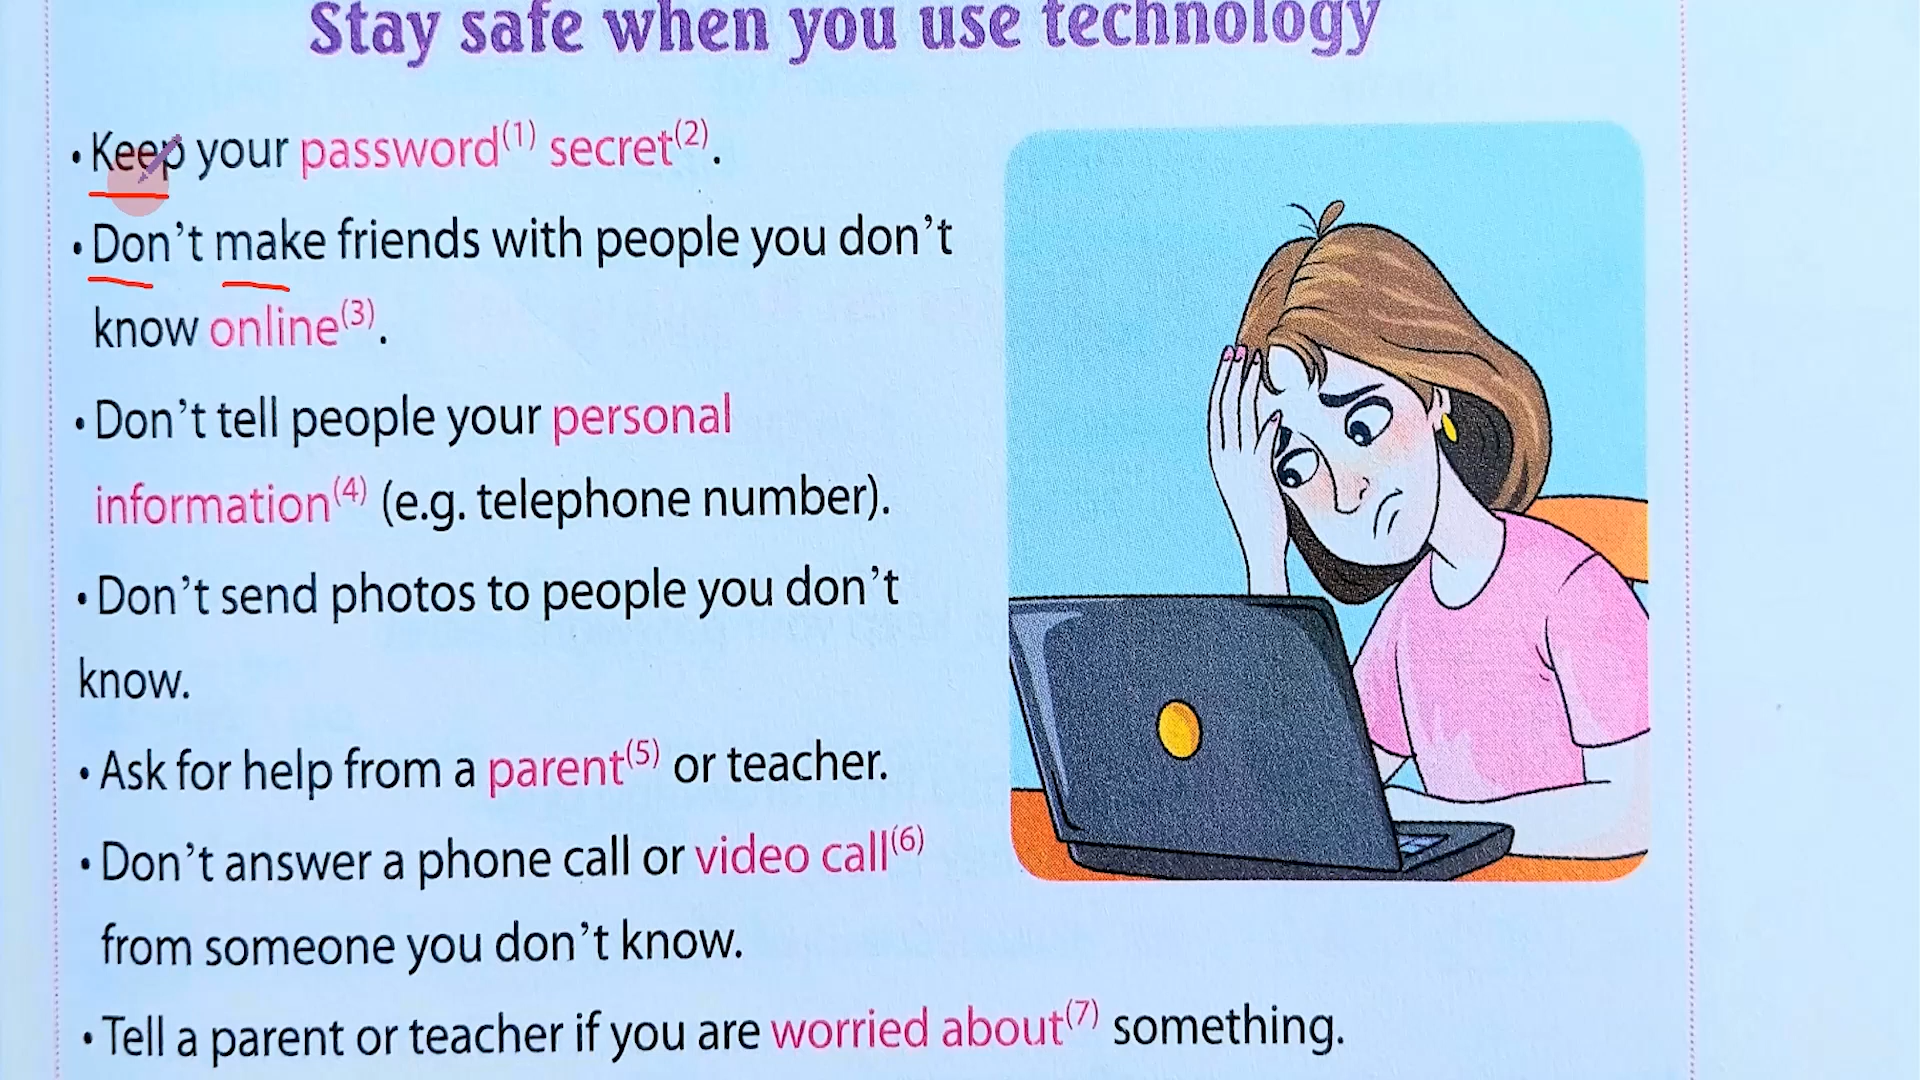 Stay safe when you use technology
• Keep your password(1) secret(2).
• Don't make friends with people you don't
know online(3).
• Don't tell people your personal
information(4) (e.g. telephone number).
• Don't send photos to people you don't
know.
• Ask for help from a parent(5) or teacher.
• Don't answer a phone call or video call(6)
from someone you don't know.
• Tell a parent or teacher if you are worried about(7) something.